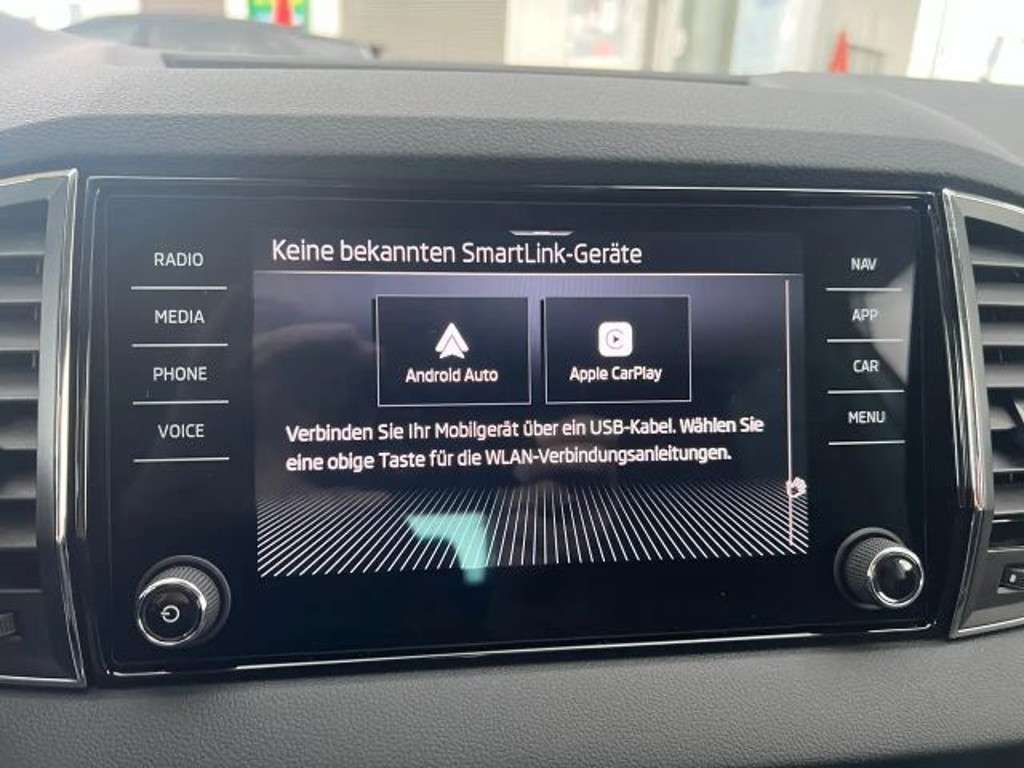 Keine bekannten SmartLink-Geräte
RADIO
MEDIA
PHONE
VOICE
Android Auto
Apple CarPlay
Verbinden Sie Ihr Mobilgerät über ein USB-Kabel. Wählen Sie
eine obige Taste für die WLAN-Verbindungsanleitungen.
NAV
APP
CAR
MENU